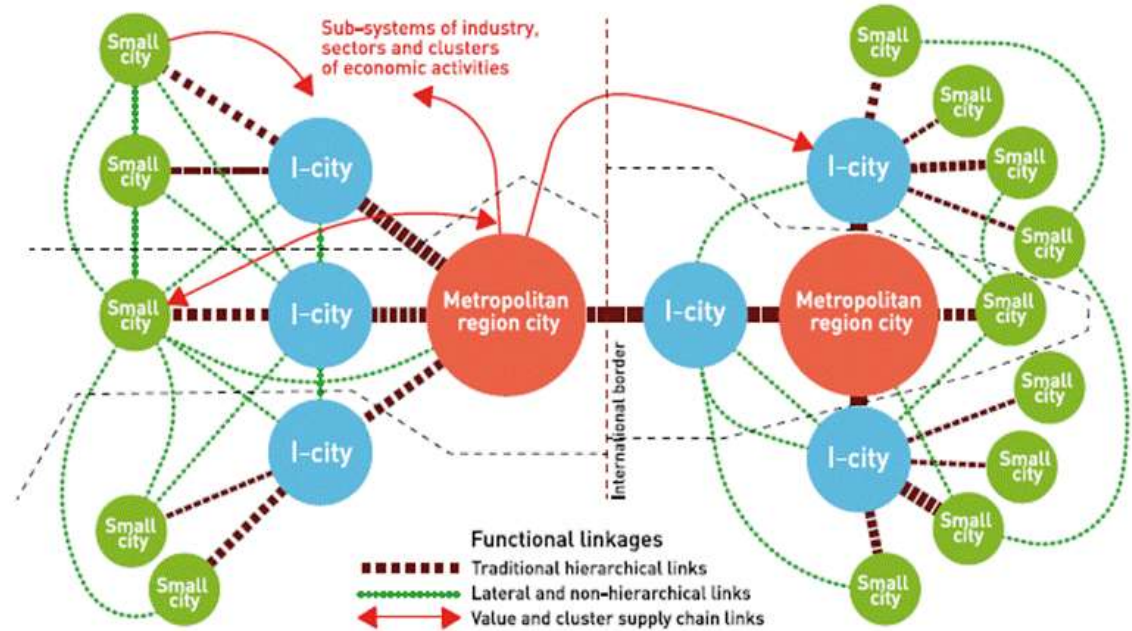 Small
city
Sub-systems of industry,
sectors and clusters
of economic activities
Small
city
Small
city
I-city
I-city
Small
city
Small
city
Small
city
Small
city
Small
city
I-city
Metropolitan
region city
I-city
Metropolitan
region city
Small
city
International border
Small
city
I-city
I-city
Small
city
Small
city
Small
city
Small
city
Small
city
Functional linkages
Traditional hierarchical links
Lateral and non-hierarchical links
Value and cluster supply chain links